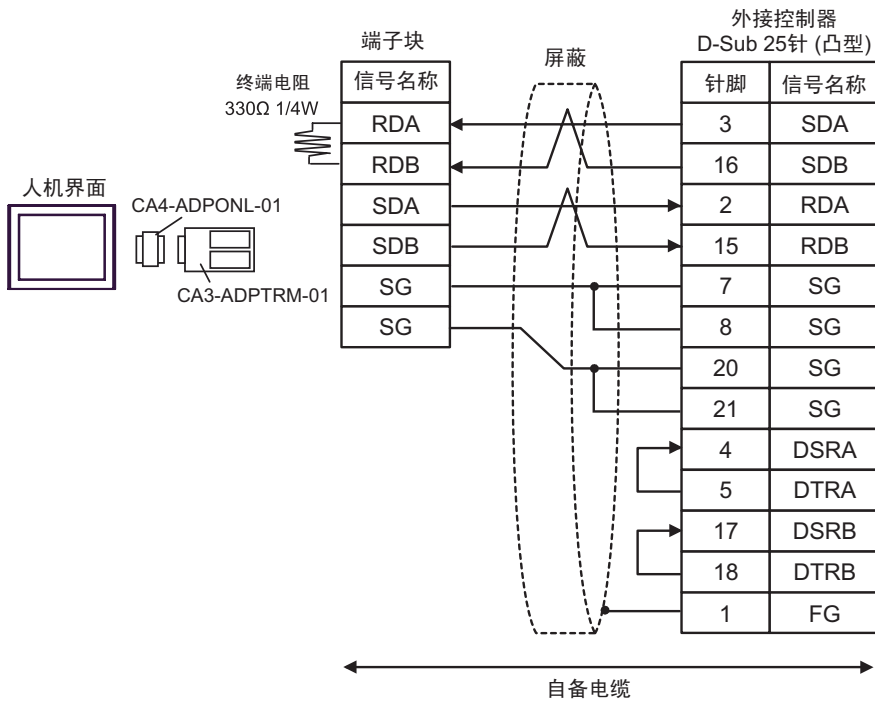 外接控制器
D-Sub 25针 (凸型)
端子块
屏蔽
终端电阻
330Ω 1/4W
信号名称
针脚 信号名称
RDA 3 SDA
RDB 16 SDB
人机界面
CA4-ADPONL-01
SDA 2 RDA
SDB 15 RDB
CA3-ADPTRM-01
SG 7 SG
SG 8 SG
20 SG
21 SG
4 DSRA
5 DTRA
17 DSRB
18 DTRB
1 FG
自备电缆